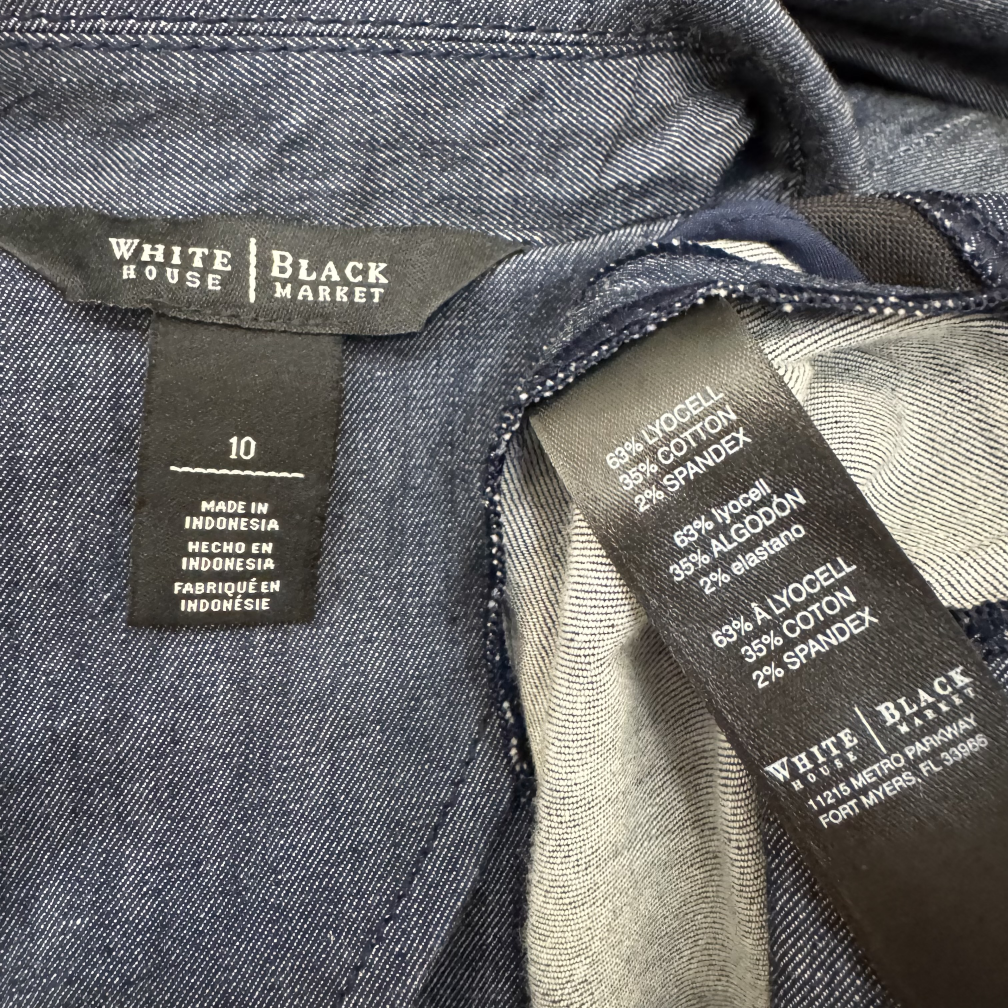 WHITE | BLACK
HOUSE | MARKET
10
MADE IN
INDONESIA
HECHO EN
INDONESIA
FABRIQUÉ EN
INDONÉSIE
63% LYOCELL
35% COTTON
2% SPANDEX
63% lyocell
35% ALGODÓN
2% elastano
63% À LYOCELL
35% COTON
2% SPANDEX
WHITE | BLACK
HOUSE | MARKET
11215 METRO PARKWAY
FORT MYERS, FL 33966